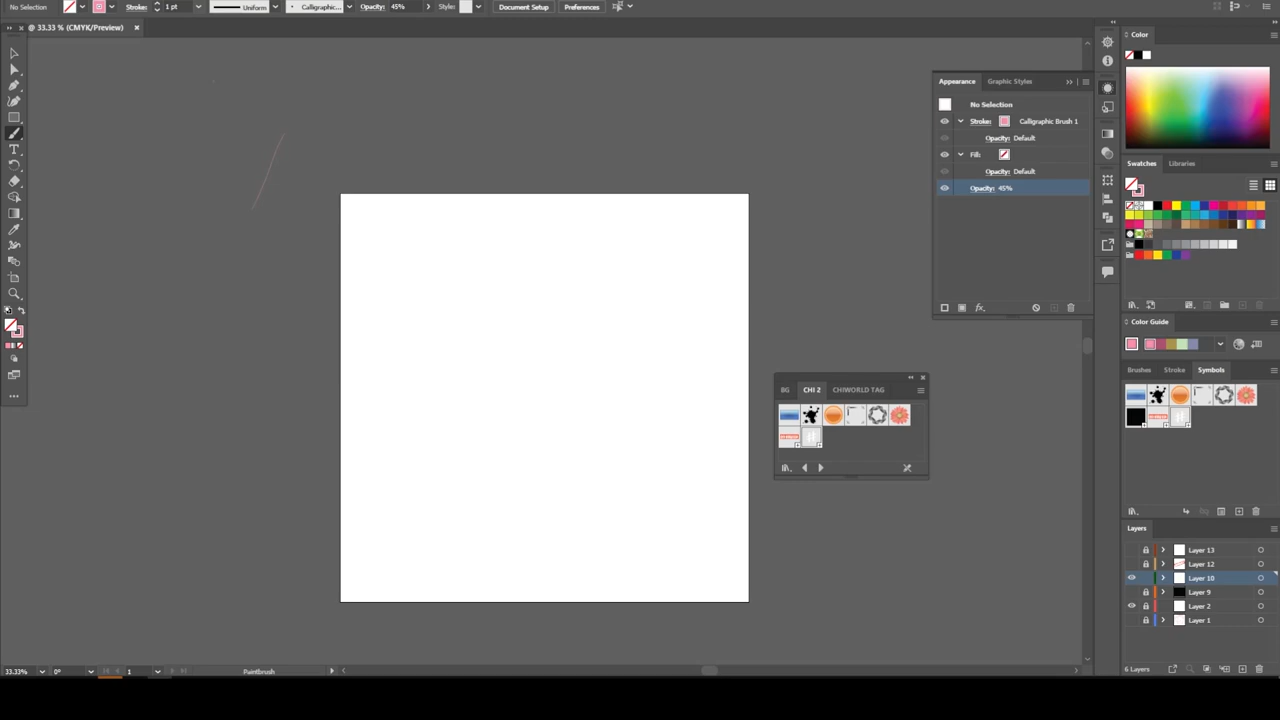 No Selection Stroke: 1 pt Uniform Calligraphic... Opacity: 45% Style: Document Setup Preferences
@ 33.33 % (CMYK/Preview)
Color
Appearance Graphic Styles
No Selection
Stroke: Calligraphic Brush 1
Opacity: Default
Fill:
Opacity: Default
Opacity: 45%
Swatches Libraries
Color Guide
Brushes Stroke Symbols
BG CHI 2 CHIWORLD TAG
Layers
Layer 13
Layer 12
Layer 10
Layer 9
Layer 2
Layer 1
6 Layers
33.33% 0° 1 Paintbrush